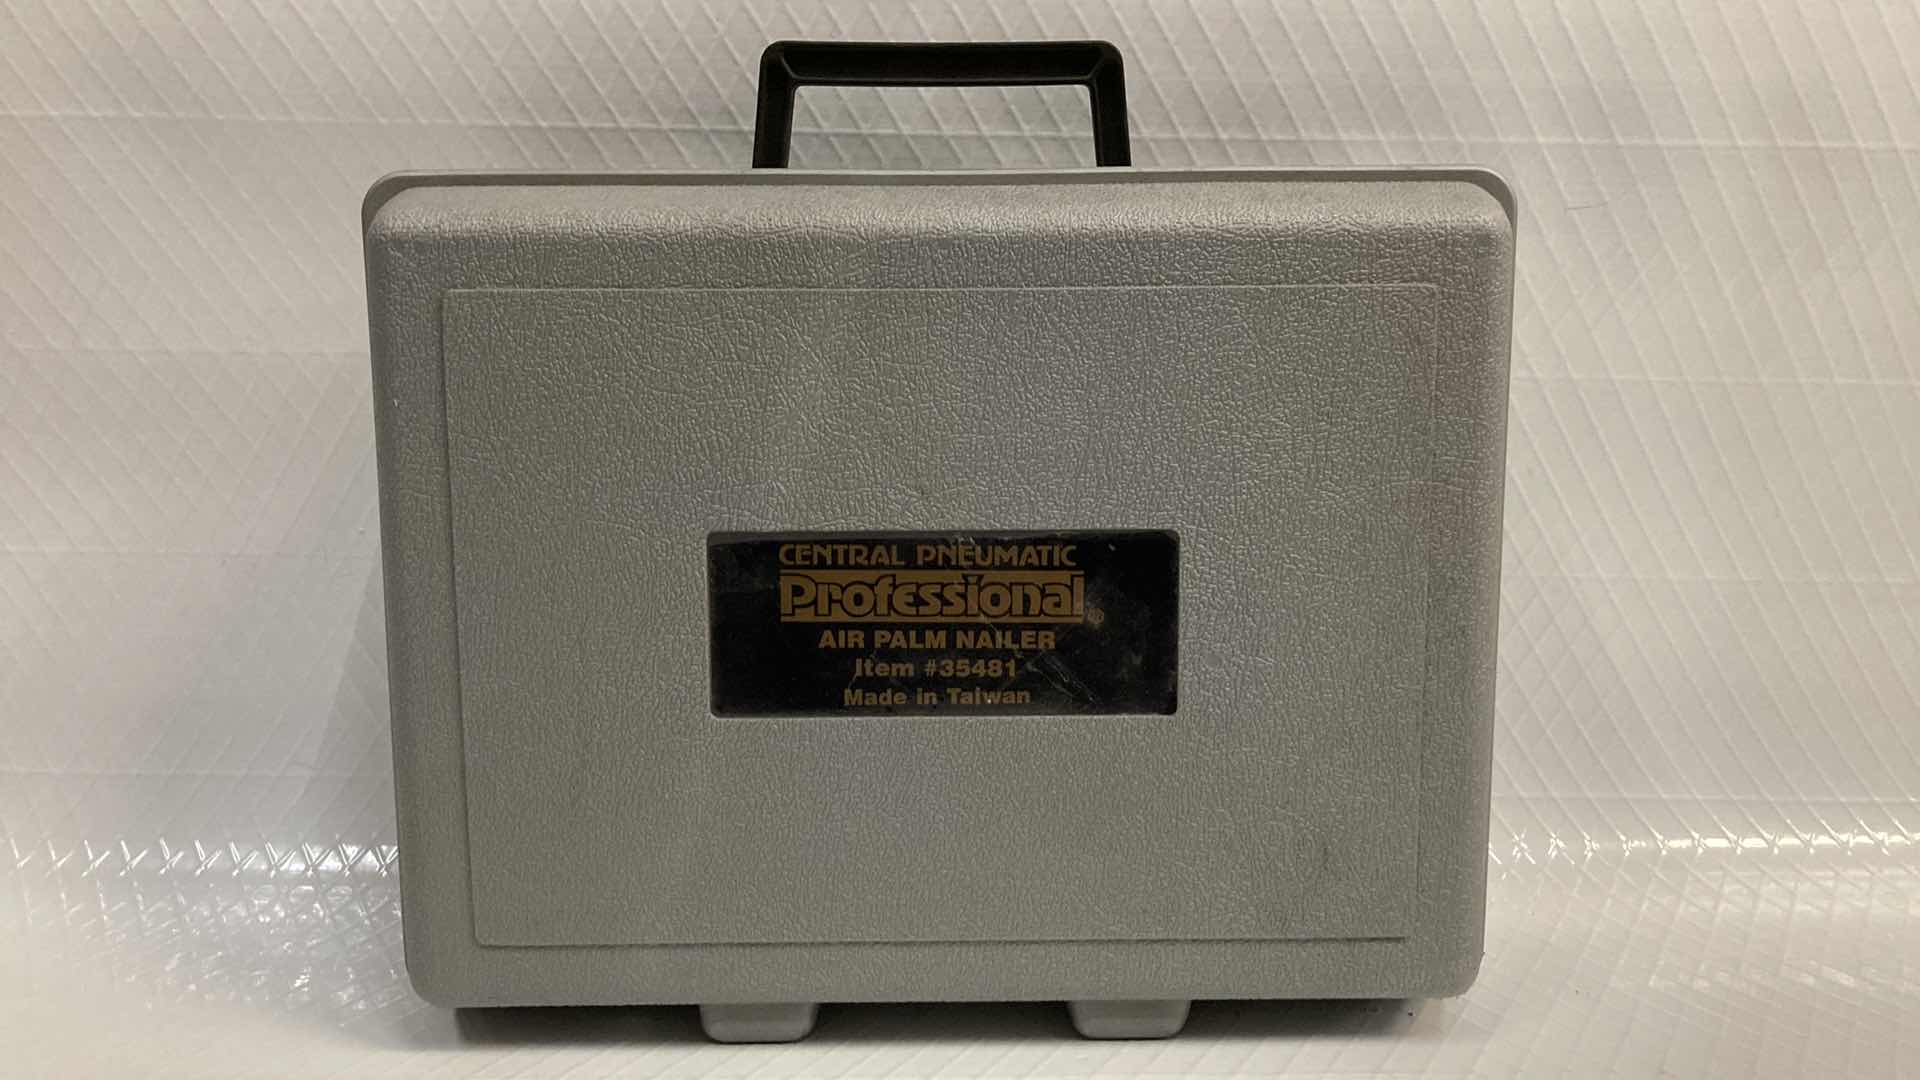 CENTRAL PNEUMATIC
Professional®
AIR PALM NAILER
Item #35481
Made in Taiwan